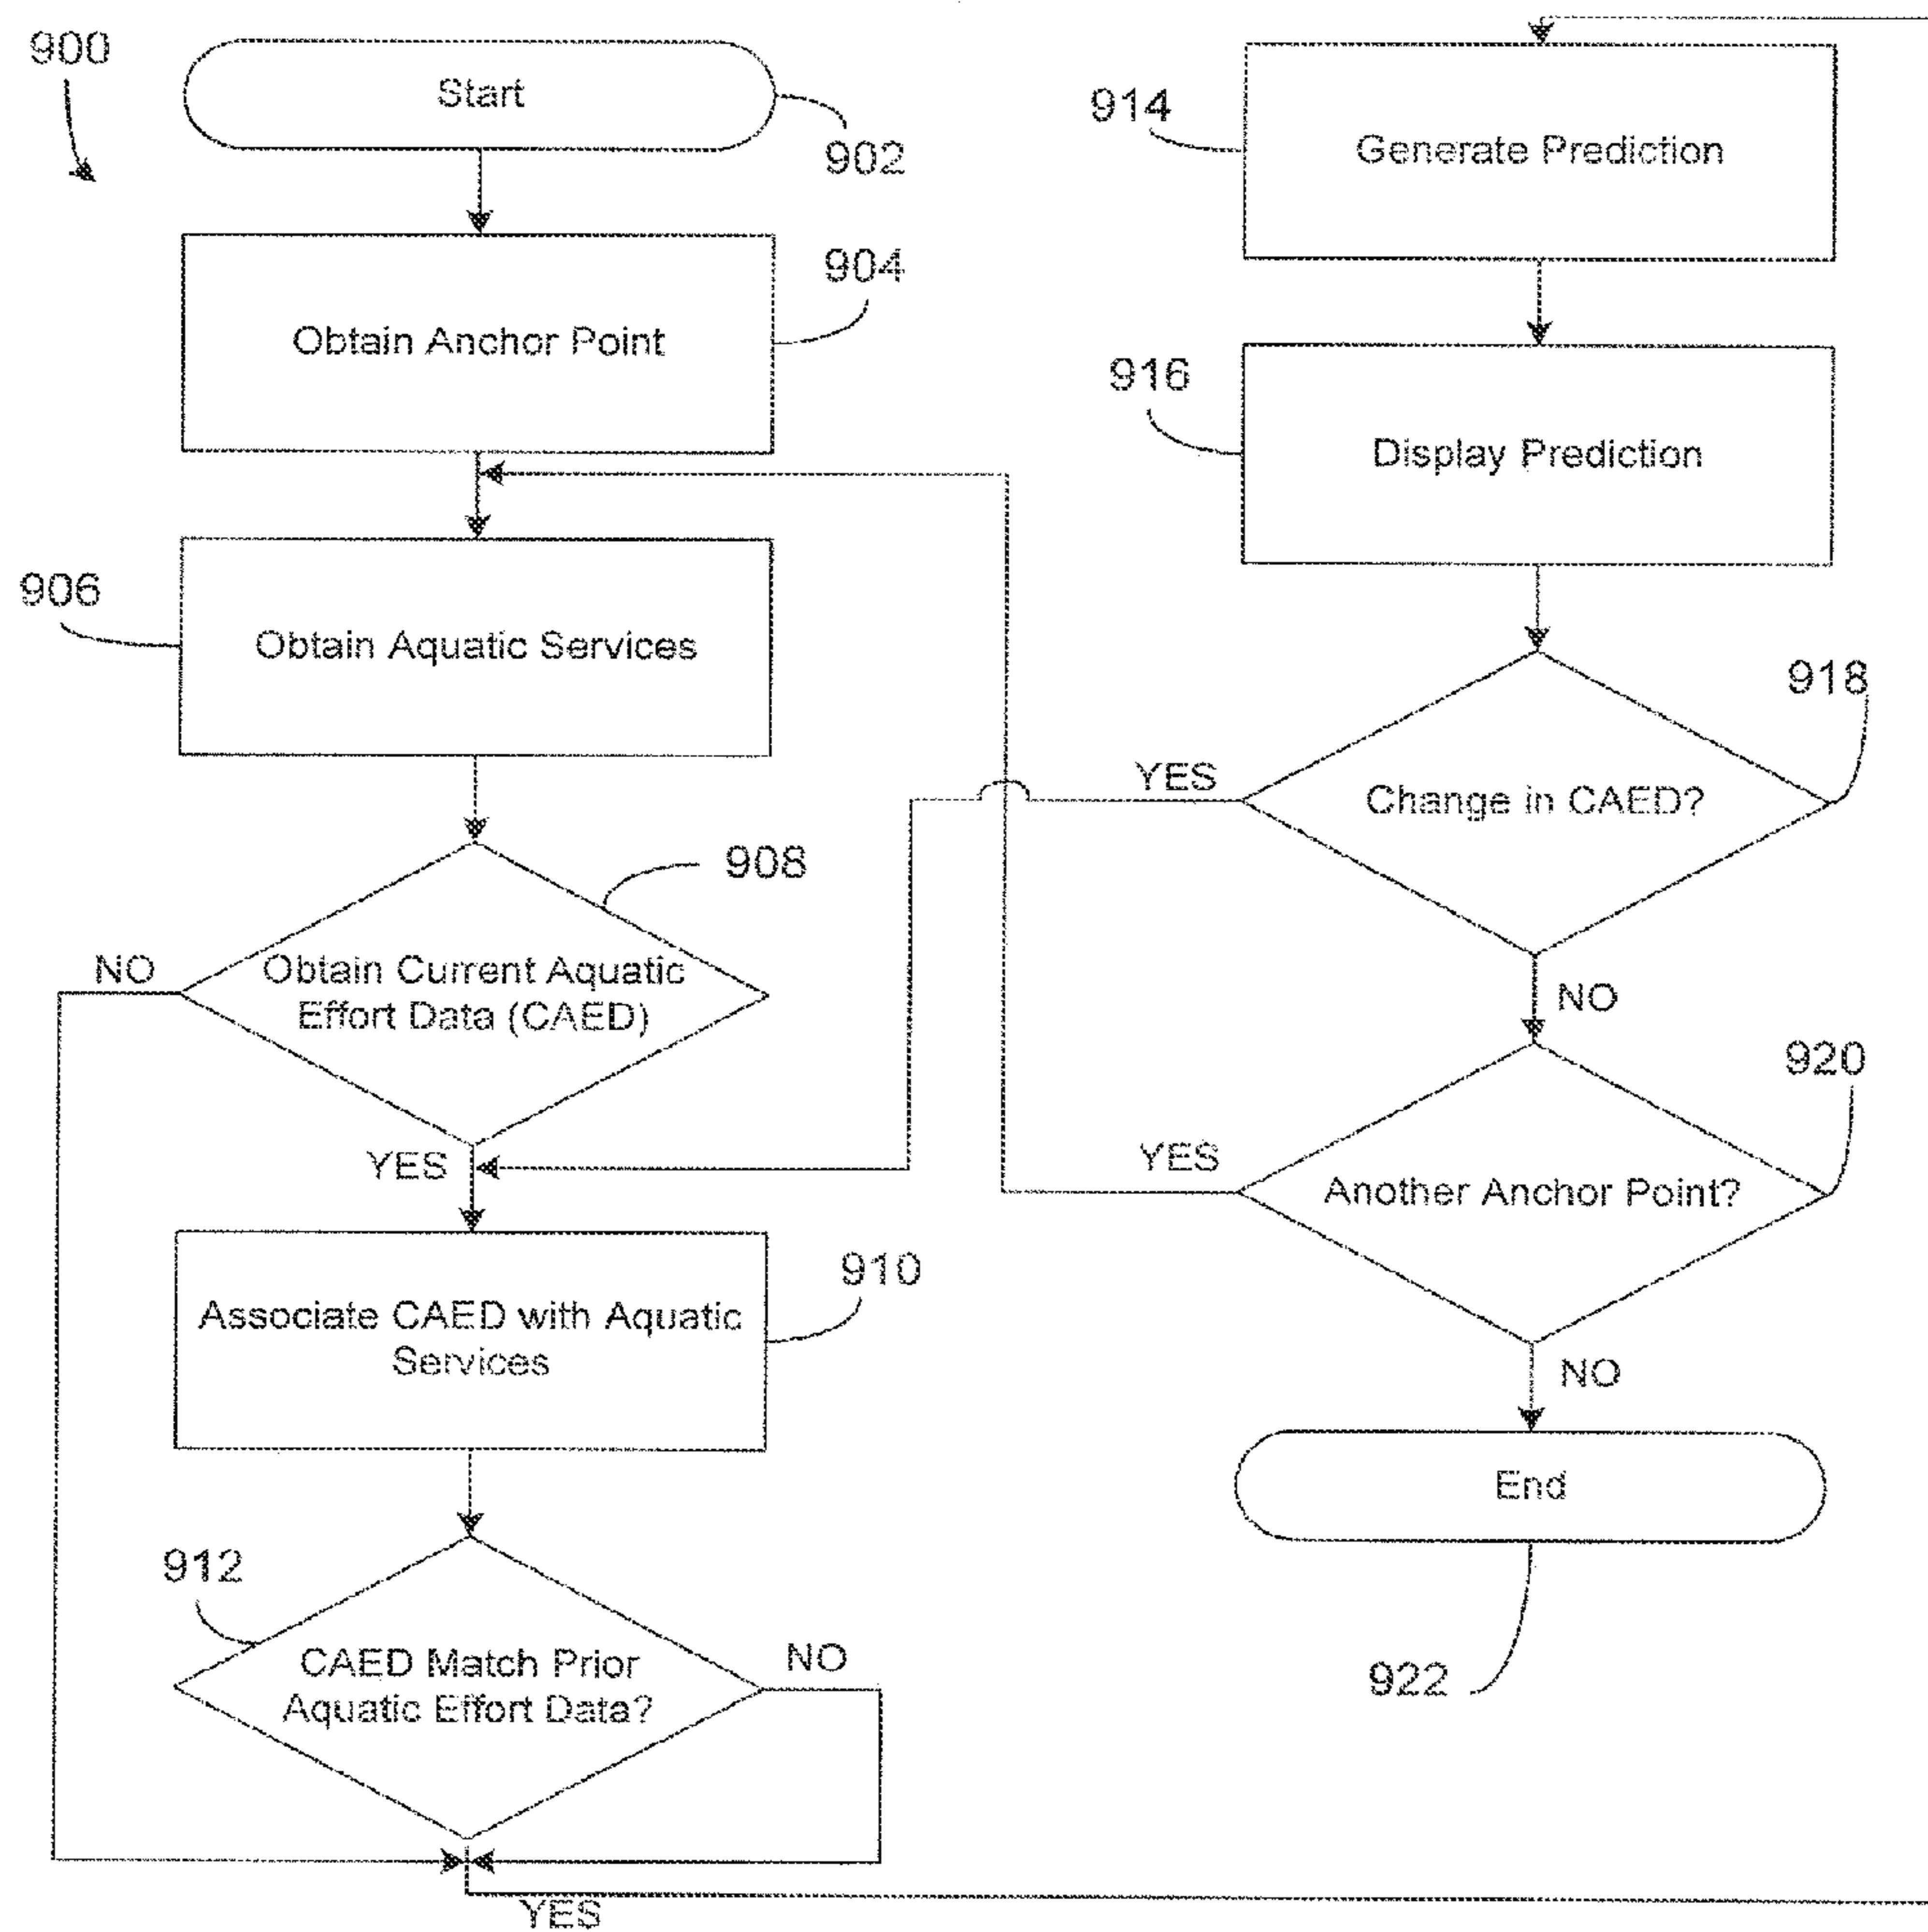 900
Start
902
Obtain Anchor Point
904
906
Obtain Aquatic Services
908
NO
Obtain Current Aquatic
Effort Data (CAED)
YES
910
Associate CAED with Aquatic
Services
912
CAED Match Prior
Aquatic Effort Data?
NO
YES
914
Generate Prediction
916
Display Prediction
918
YES
Change in CAED?
NO
920
YES
Another Anchor Point?
NO
End
922